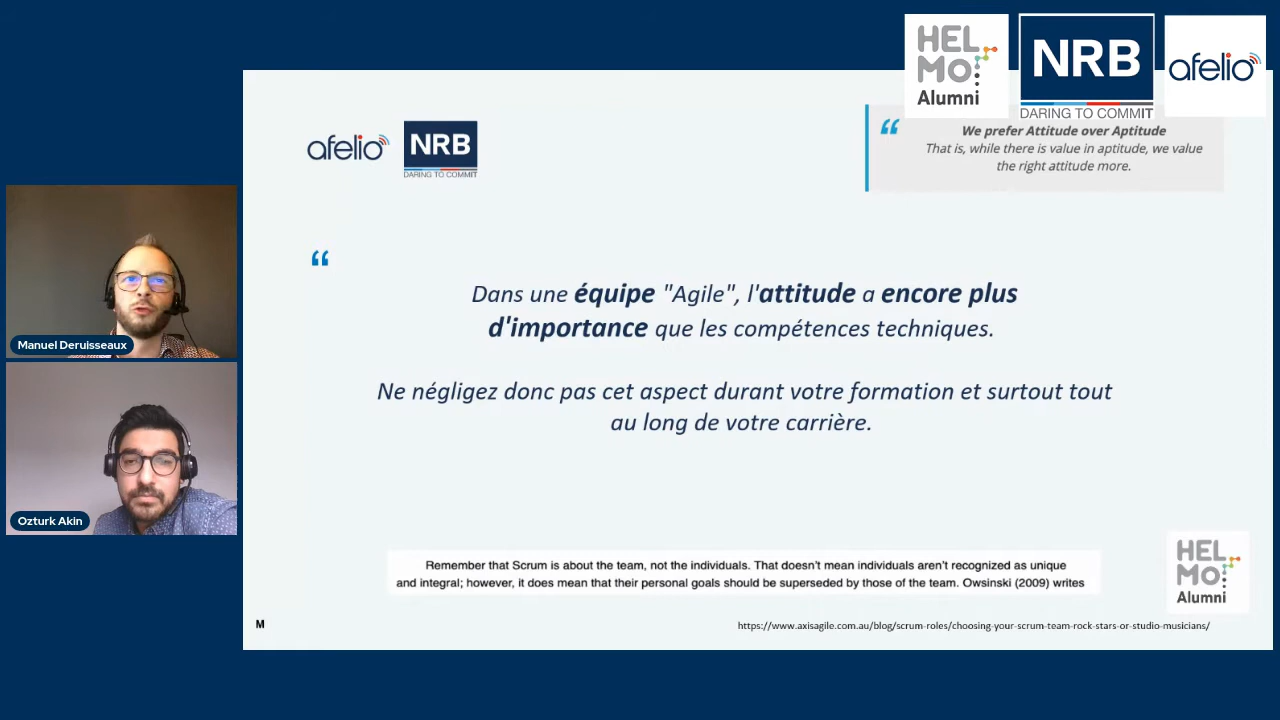 HEL
MO
Alumni
NRB
DARING TO COMMIT
afelio
afelio
NRB
DARING TO COMMIT
“ We prefer Attitude over Aptitude
That is, while there is value in aptitude, we value
the right attitude more.
“
Dans une équipe "Agile", l'attitude a encore plus
d'importance que les compétences techniques.
Ne négligez donc pas cet aspect durant votre formation et surtout tout
au long de votre carrière.
Manuel Deruisseaux
Ozturk Akin
Remember that Scrum is about the team, not the individuals. That doesn't mean individuals aren't recognized as unique
and integral; however, it does mean that their personal goals should be superseded by those of the team. Owsinski (2009) writes
HEL
MO
Alumni
M
https://www.axisagile.com.au/blog/scrum-roles/choosing-your-scrum-team-rock-stars-or-studio-musicians/